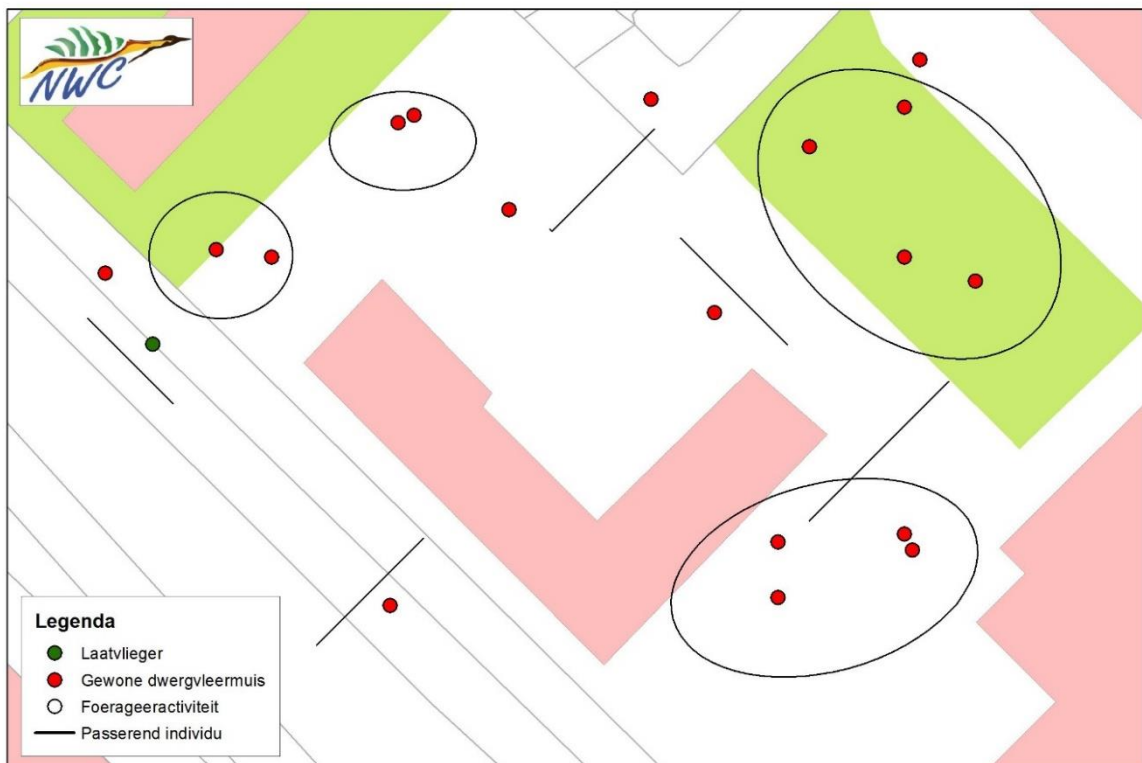 NWC
Legenda
Laatvlieger
Gewone dwergvleermuis
Foerageeractiviteit
Passerend individu